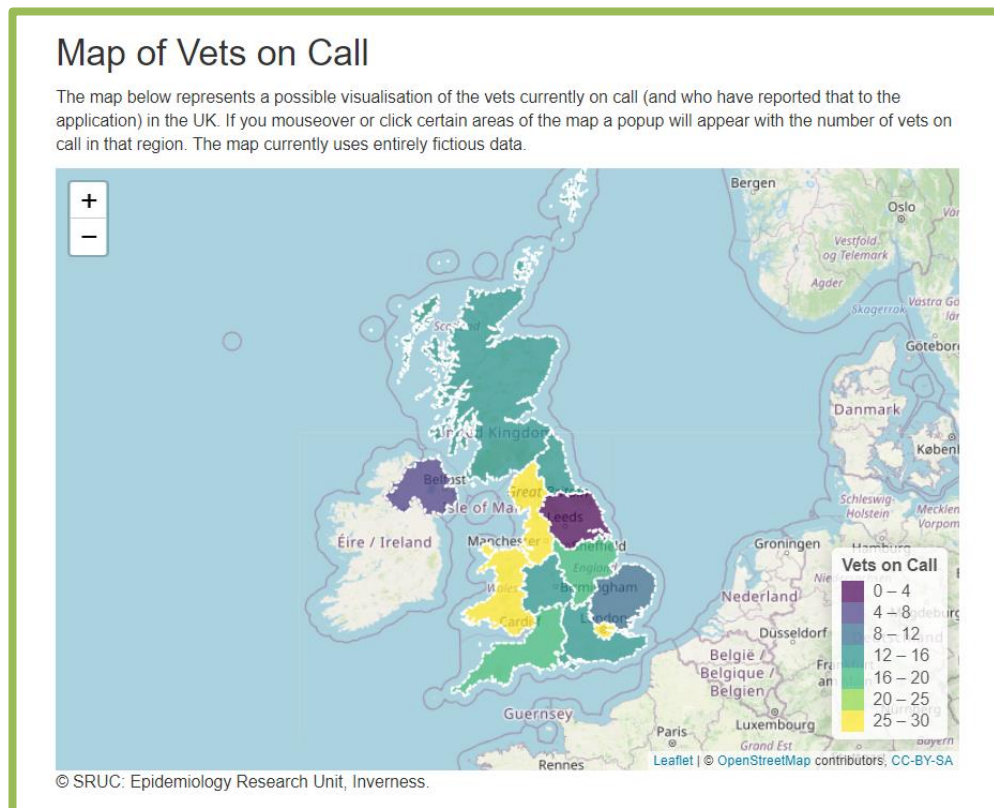 Map of Vets on Call
The map below represents a possible visualisation of the vets currently on call (and who have reported that to the
application) in the UK. If you mouseover or click certain areas of the map a popup will appear with the number of vets on
call in that region. The map currently uses entirely fictious data.
+
−
Bergen
Oslo
Vestfold
og Telemark
Agder
Skagerrak
Göteborg
Danmark
United Kingdom
Belfast
Great Britain
Isle of Man
Leeds
Éire / Ireland
Manchester
Sheffield
England
Wales
Birmingham
Cardiff
London
Schleswig-
Holstein
Groningen
Hamburg
Nederland
Düsseldorf
België /
Belgique /
Belgien
Guernsey
Luxembourg
Paris
Grand Est
Rennes
Bayern
Vets on Call
0 – 4
4 – 8
8 – 12
12 – 16
16 – 20
20 – 25
25 – 30
Leaflet | © OpenStreetMap contributors, CC-BY-SA
© SRUC: Epidemiology Research Unit, Inverness.